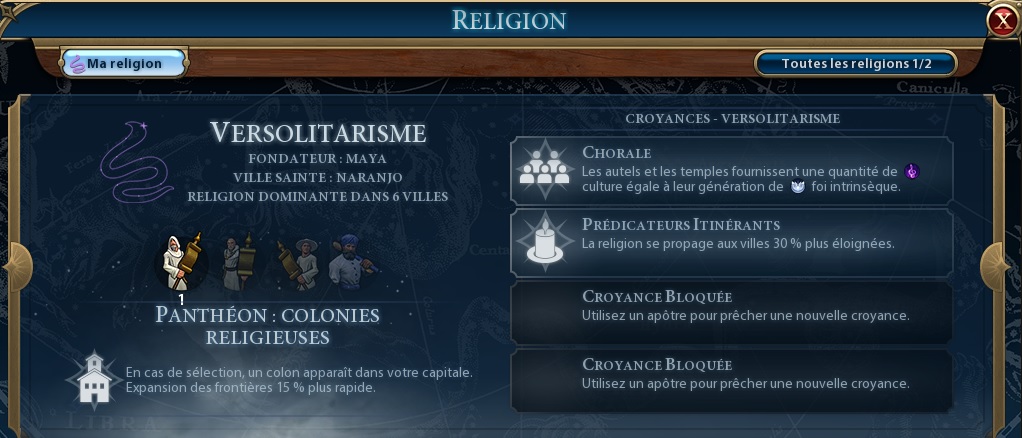 RELIGION
Ma religion
Toutes les religions 1/2
VERSOLITARISME
FONDATEUR : MAYA
VILLE SAINTE : NARANJO
RELIGION DOMINANTE DANS 6 VILLES
1
PANTHÉON : COLONIES
RELIGIEUSES
En cas de sélection, un colon apparaît dans votre capitale.
Expansion des frontières 15 % plus rapide.
CROYANCES - VERSOLITARISME
CHORALE
Les autels et les temples fournissent une quantité de
culture égale à leur génération de foi intrinsèque.
PRÉDICATEURS ITINÉRANTS
La religion se propage aux villes 30 % plus éloignées.
CROYANCE BLOQUÉE
Utilisez un apôtre pour prêcher une nouvelle croyance.
CROYANCE BLOQUÉE
Utilisez un apôtre pour prêcher une nouvelle croyance.
Canicula
LIBRA